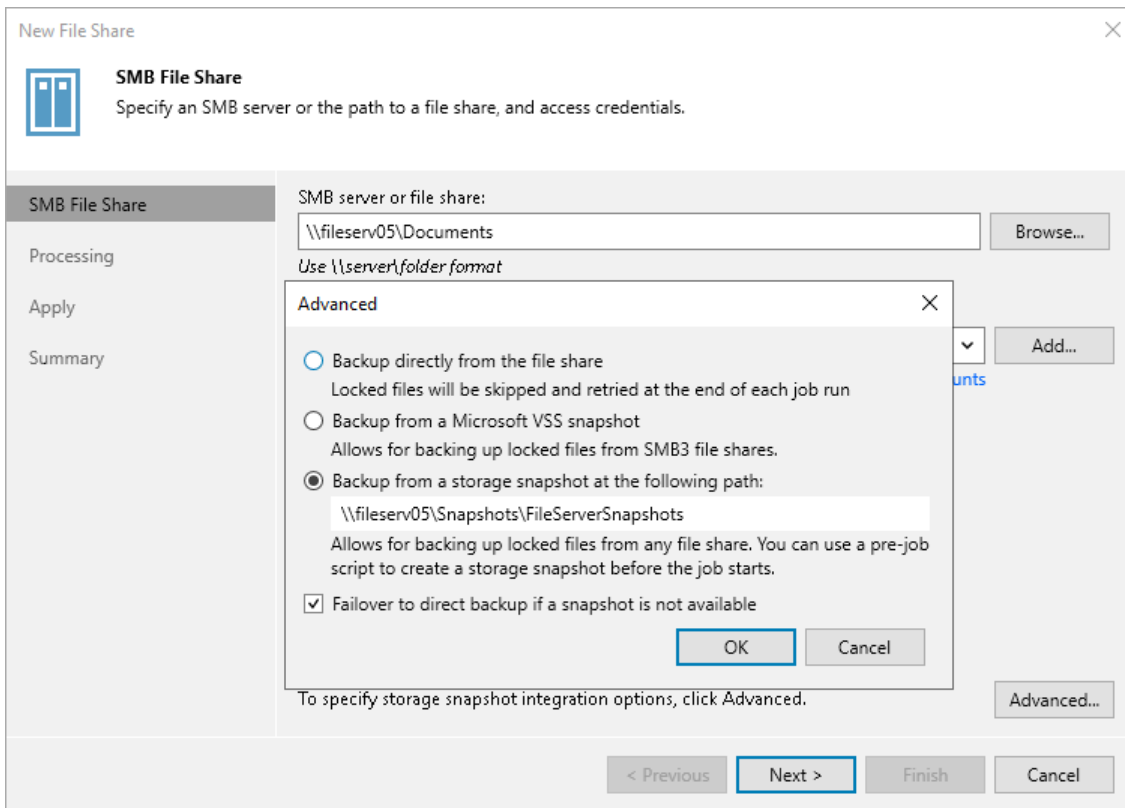 New File Share
SMB File Share
Specify an SMB server or the path to a file share, and access credentials.
SMB File Share
Processing
Apply
Summary
SMB server or file share:
\\fileserv05\Documents
Browse...
Use \\server\folder format
Add...
unts
Advanced
Backup directly from the file share
Locked files will be skipped and retried at the end of each job run
Backup from a Microsoft VSS snapshot
Allows for backing up locked files from SMB3 file shares.
Backup from a storage snapshot at the following path:
\\fileserv05\Snapshots\FileServerSnapshots
Allows for backing up locked files from any file share. You can use a pre-job
script to create a storage snapshot before the job starts.
Failover to direct backup if a snapshot is not available
OK
Cancel
To specify storage snapshot integration options, click Advanced.
Advanced...
< Previous
Next >
Finish
Cancel